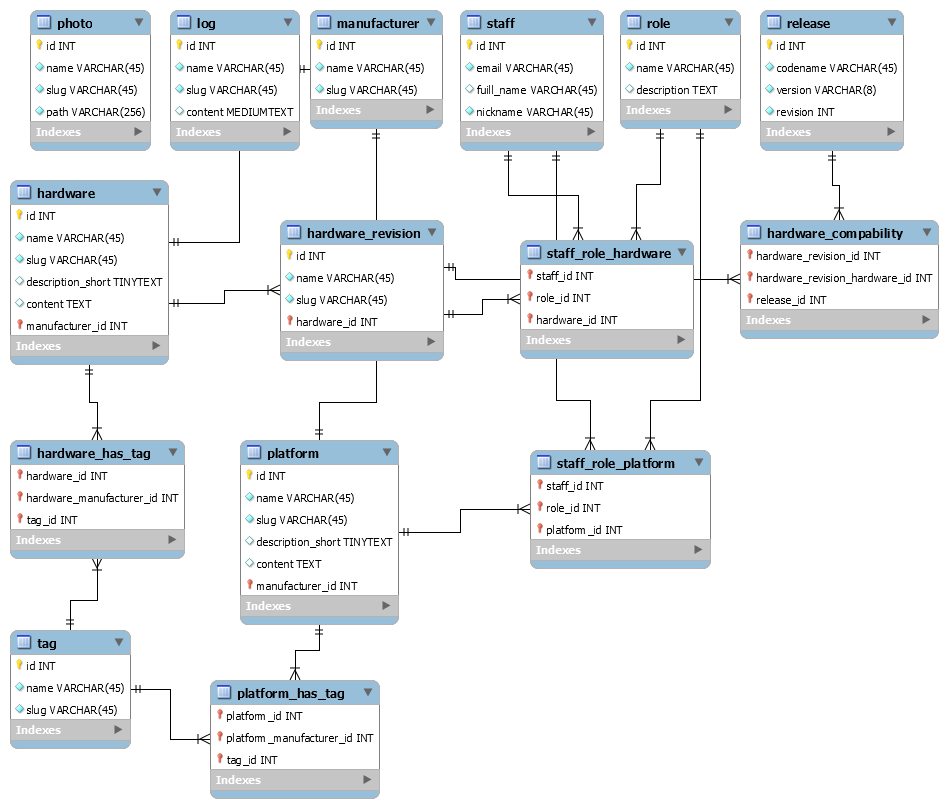 photo
id INT
name VARCHAR(45)
slug VARCHAR(45)
path VARCHAR(256)
Indexes
log
id INT
name VARCHAR(45)
slug VARCHAR(45)
content MEDIUMTEXT
Indexes
manufacturer
id INT
name VARCHAR(45)
slug VARCHAR(45)
Indexes
staff
id INT
email VARCHAR(45)
fuill_name VARCHAR(45)
nickname VARCHAR(45)
Indexes
role
id INT
name VARCHAR(45)
description TEXT
Indexes
release
id INT
codename VARCHAR(45)
version VARCHAR(8)
revision INT
Indexes
hardware
id INT
name VARCHAR(45)
slug VARCHAR(45)
description_short TINYTEXT
content TEXT
manufacturer_id INT
Indexes
hardware_revision
id INT
name VARCHAR(45)
slug VARCHAR(45)
hardware_id INT
Indexes
staff_role_hardware
staff_id INT
role_id INT
hardware_id INT
Indexes
hardware_compability
hardware_revision_id INT
hardware_revision_hardware_id INT
release_id INT
Indexes
hardware_has_tag
hardware_id INT
hardware_manufacturer_id INT
tag_id INT
Indexes
platform
id INT
name VARCHAR(45)
slug VARCHAR(45)
description_short TINYTEXT
content TEXT
manufacturer_id INT
Indexes
staff_role_platform
staff_id INT
role_id INT
platform_id INT
Indexes
tag
id INT
name VARCHAR(45)
slug VARCHAR(45)
Indexes
platform_has_tag
platform_id INT
platform_manufacturer_id INT
tag_id INT
Indexes